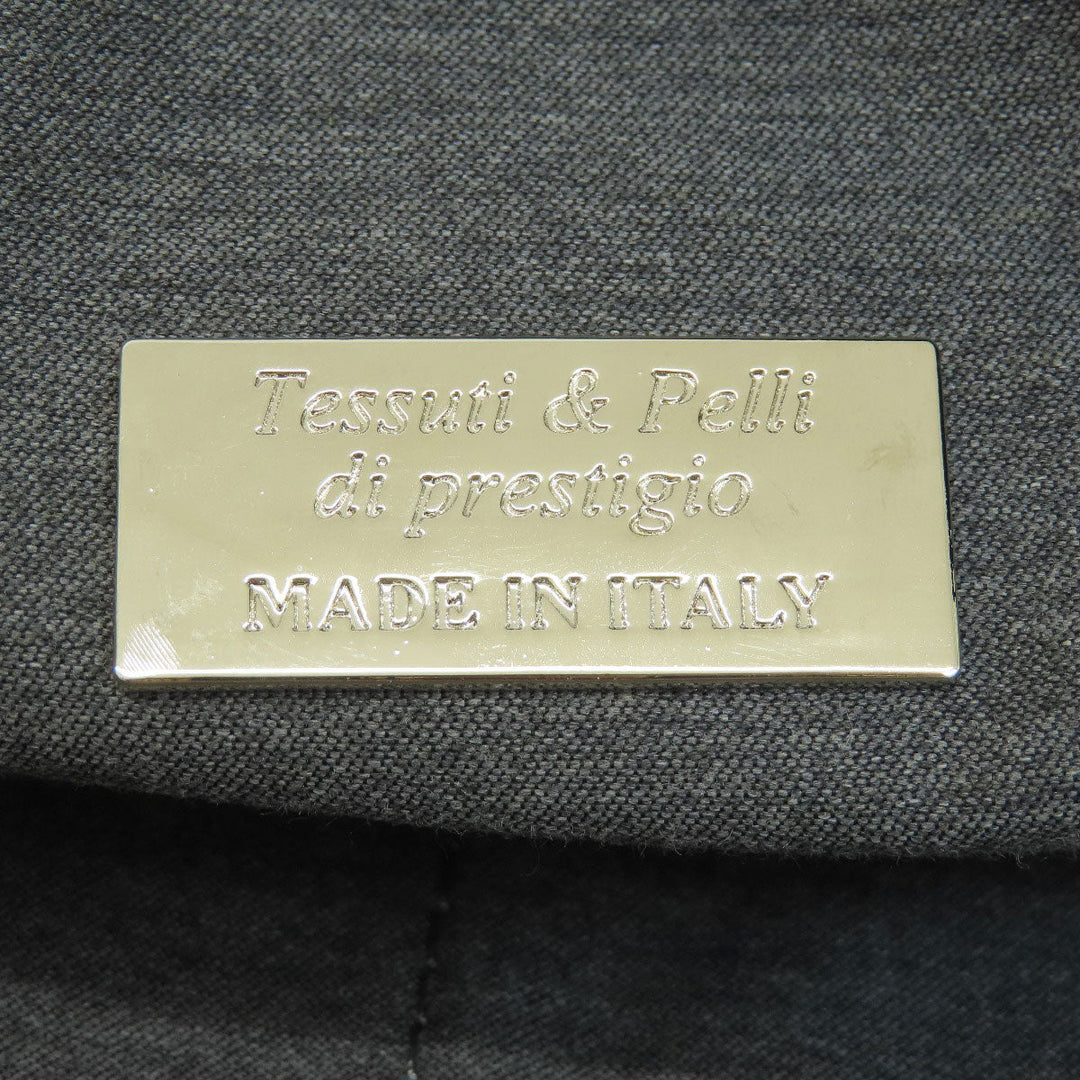 Tessuti & Pelli
di prestigio
MADE IN ITALY